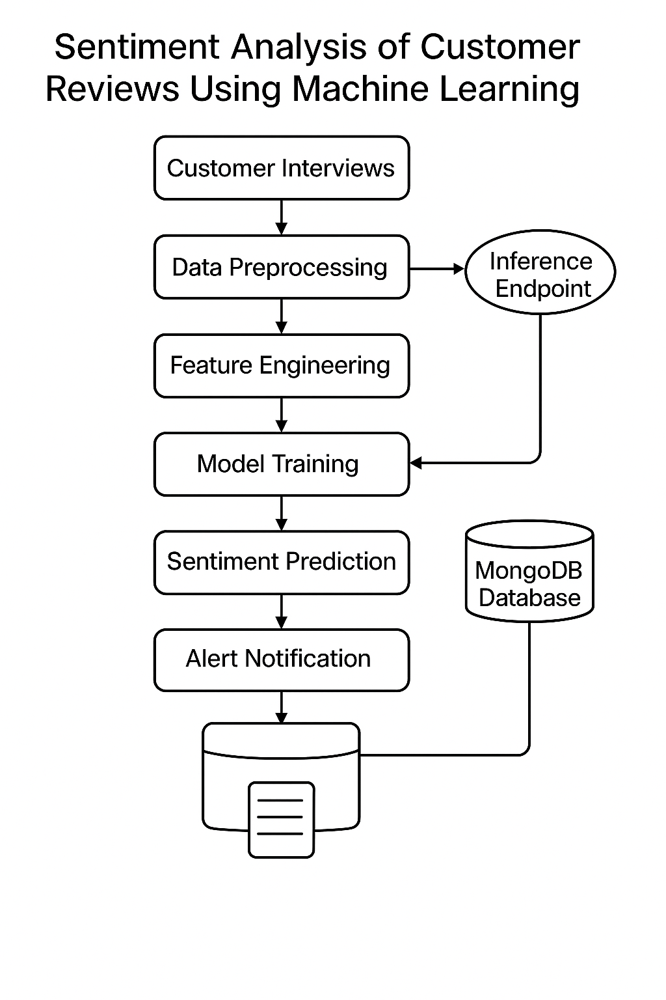 Sentiment Analysis of Customer
Reviews Using Machine Learning
Customer Interviews
Data Preprocessing
Inference
Endpoint
Feature Engineering
Model Training
Sentiment Prediction
MongoDB
Database
Alert Notification